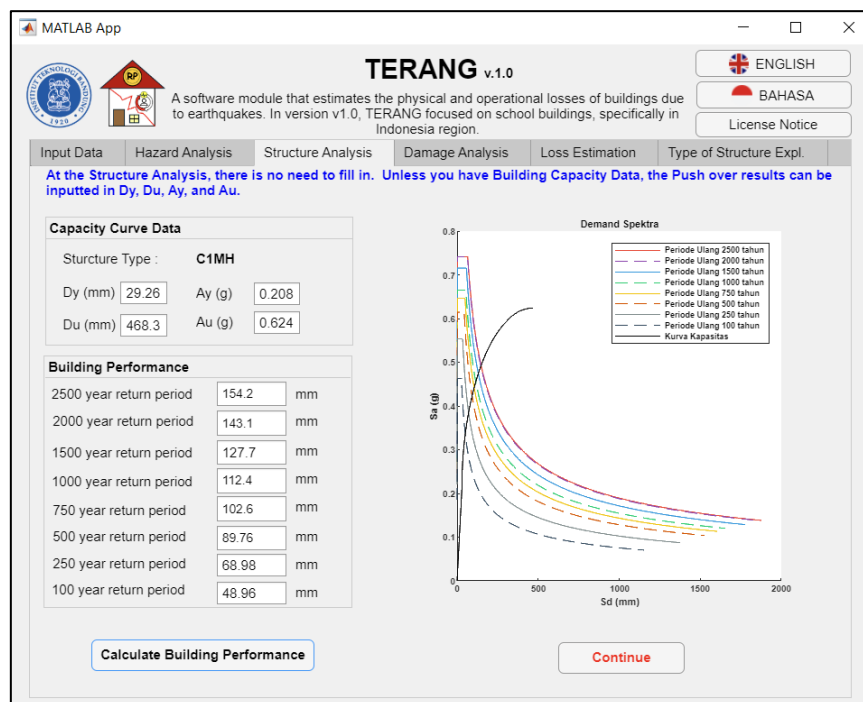 MATLAB App
TERANG v.1.0
A software module that estimates the physical and operational losses of buildings due
to earthquakes. In version v1.0, TERANG focused on school buildings, specifically in
Indonesia region.
INSTITUT TEKNOLOGI BANDUNG
1920
RP
ENGLISH
BAHASA
License Notice
Input Data
Hazard Analysis
Structure Analysis
Damage Analysis
Loss Estimation
Type of Structure Expl.
At the Structure Analysis, there is no need to fill in. Unless you have Building Capacity Data, the Push over results can be
inputted in Dy, Du, Ay, and Au.
Capacity Curve Data
Sturcture Type : C1MH
Dy (mm) 29.26 Ay (g) 0.208
Du (mm) 468.3 Au (g) 0.624
Building Performance
2500 year return period 154.2 mm
2000 year return period 143.1 mm
1500 year return period 127.7 mm
1000 year return period 112.4 mm
750 year return period 102.6 mm
500 year return period 89.76 mm
250 year return period 68.98 mm
100 year return period 48.96 mm
Calculate Building Performance
Demand Spektra
Periode Ulang 2500 tahun
Periode Ulang 2000 tahun
Periode Ulang 1500 tahun
Periode Ulang 1000 tahun
Periode Ulang 750 tahun
Periode Ulang 500 tahun
Periode Ulang 250 tahun
Periode Ulang 100 tahun
Kurva Kapasitas
0.8
0.7
0.6
0.5
0.4
0.3
0.2
0.1
0
Sa (g)
0 500 1000 1500 2000
Sd (mm)
Continue